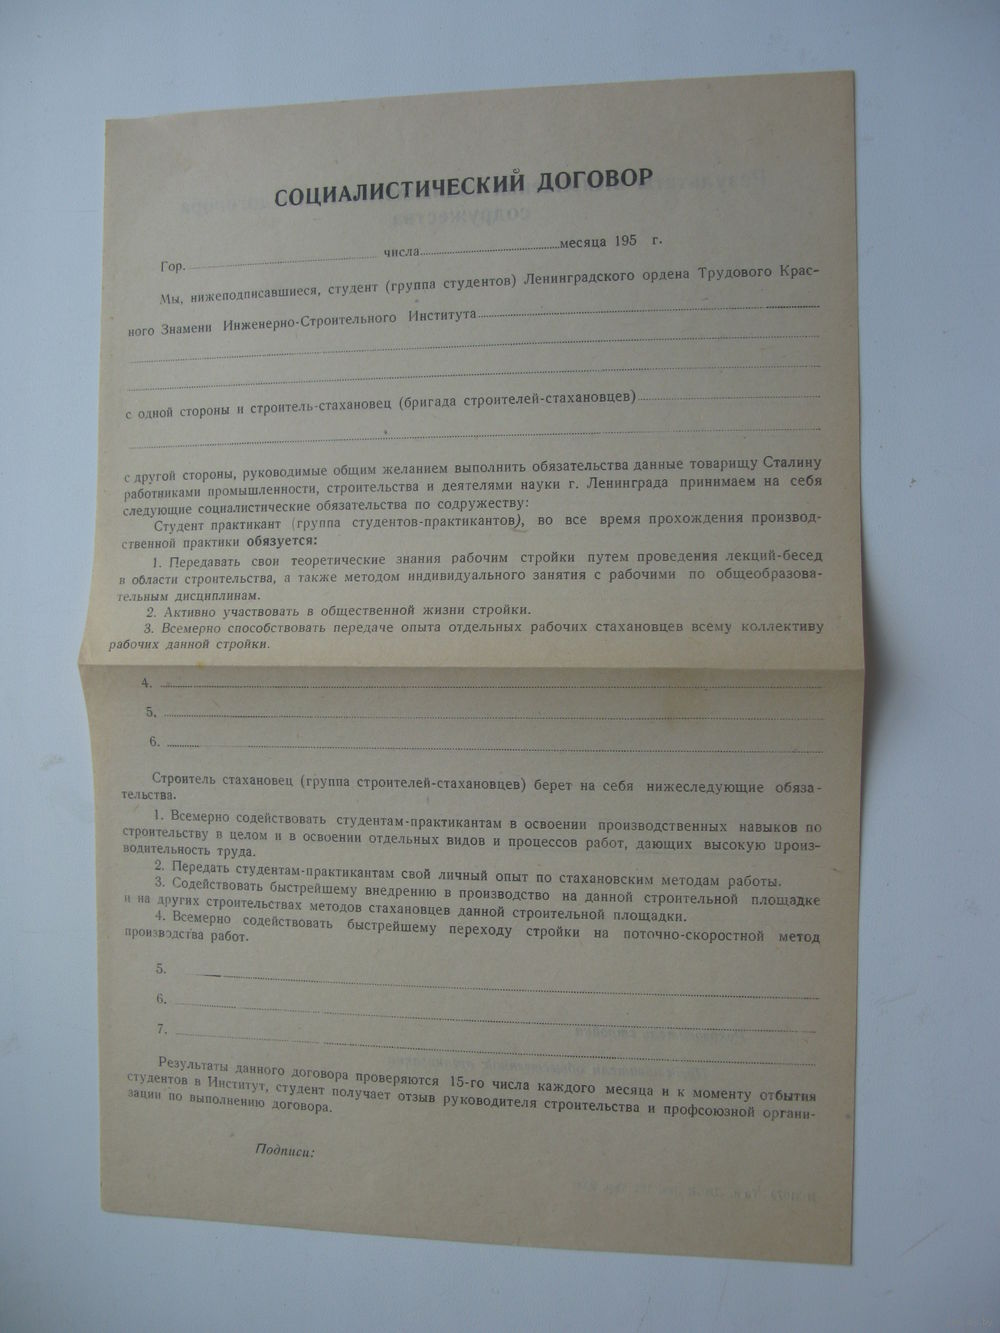 СОЦИАЛИСТИЧЕСКИЙ ДОГОВОР
Гор. числа месяца 195 г.
Мы, нижеподписавшиеся, студент (группа студентов) Ленинградского ордена Трудового Крас-
ного Знамени Инженерно-Строительного Института
с одной стороны и строитель-стахановец (бригада строителей-стахановцев)
с другой стороны, руководимые общим желанием выполнить обязательства данные товарищу Сталину
работниками промышленности, строительства и деятелями науки г. Ленинграда принимаем на себя
следующие социалистические обязательства по содружеству:
Студент практикант (группа студентов-практикантов), во все время прохождения производ-
ственной практики обязуется:
1. Передавать свои теоретические знания рабочим стройки путем проведения лекций-бесед
в области строительства, а также методом индивидуального занятия с рабочими по общеобразова-
тельным дисциплинам.
2. Активно участвовать в общественной жизни стройки.
3. Всемерно способствовать передаче опыта отдельных рабочих стахановцев всему коллективу
рабочих данной стройки.
4.
5.
6.
Строитель стахановец (группа строителей-стахановцев) берет на себя нижеследующие обяза-
тельства.
1. Всемерно содействовать студентам-практикантам в освоении производственных навыков по
строительству в целом и в освоении отдельных видов и процессов работ, дающих высокую произ-
водительность труда.
2. Передать студентам-практикантам свой личный опыт по стахановским методам работы.
3. Содействовать быстрейшему внедрению в производство на данной строительной площадке
и на других строительствах методов стахановцев данной строительной площадки.
4. Всемерно содействовать быстрейшему переходу стройки на поточно-скоростной метод
производства работ.
5.
6.
7.
Результаты данного договора проверяются 15-го числа каждого месяца и к моменту отбытия
студентов в Институт, студент получает отзыв руководителя строительства и профсоюзной органи-
зации по выполнению договора.
Подписи: